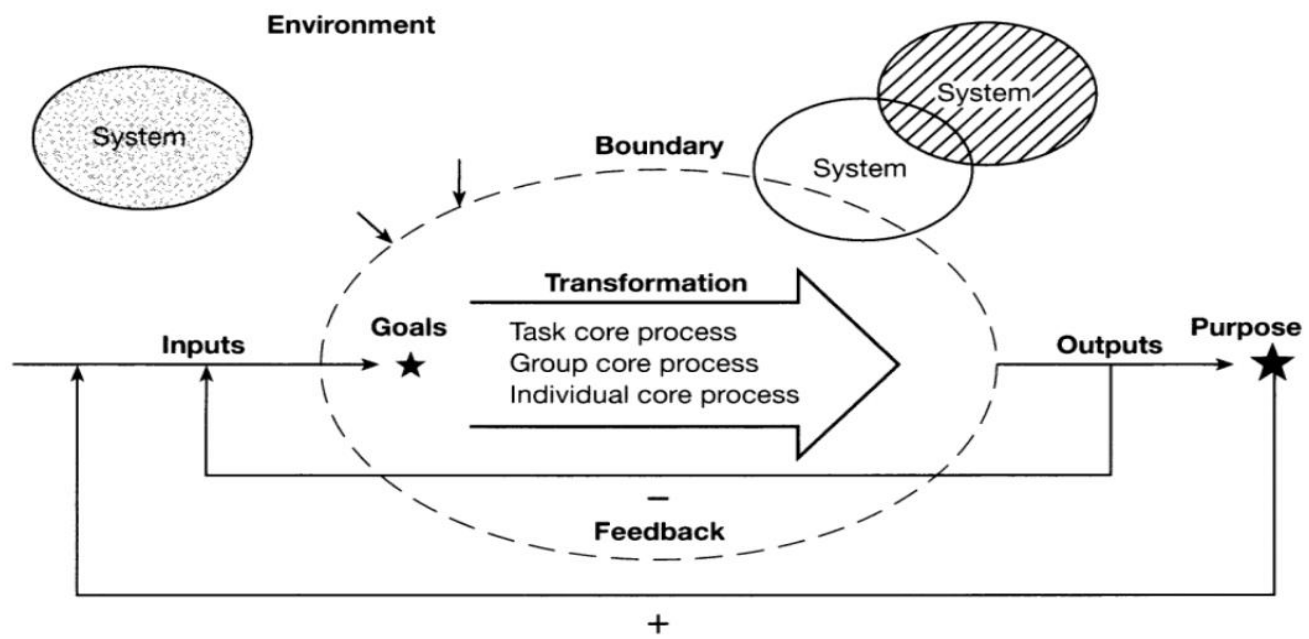 Environment
System
System
Boundary
System
Transformation
Goals
Task core process
Group core process
Individual core process
Inputs
Outputs
Purpose
−
Feedback
+